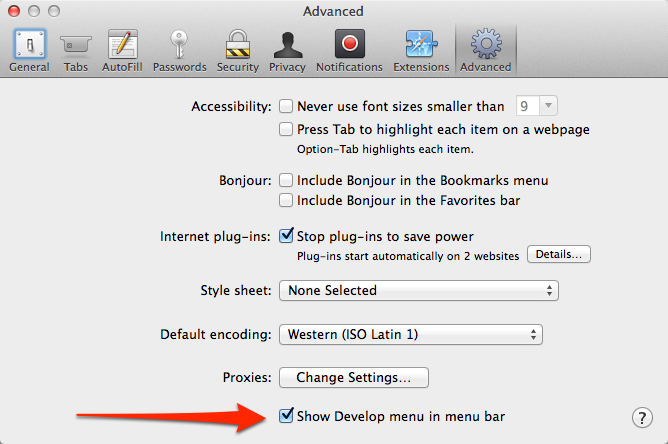 Advanced
General Tabs AutoFill Passwords Security Privacy Notifications Extensions Advanced
Accessibility: Never use font sizes smaller than 9
Press Tab to highlight each item on a webpage
Option-Tab highlights each item.
Bonjour: Include Bonjour in the Bookmarks menu
Include Bonjour in the Favorites bar
Internet plug-ins: Stop plug-ins to save power
Plug-ins start automatically on 2 websites Details...
Style sheet: None Selected
Default encoding: Western (ISO Latin 1)
Proxies: Change Settings...
Show Develop menu in menu bar ?